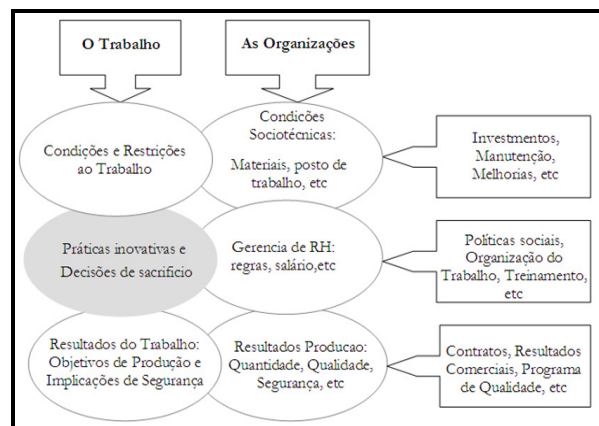 O Trabalho
As Organizações
Condições e Restrições
ao Trabalho
Condições
Sociotécnicas:
Materiais, posto de
trabalho, etc
Investmentos,
Manutenção,
Melhorias, etc
Práticas inovativas e
Decisões de sacrificio
Gerencia de RH:
regras, salário,etc
Políticas sociais,
Organização do
Trabalho, Treinamento,
etc
Resultados do Trabalho:
Objetivos de Produção e
Implicações de Segurança
Resultados Producao:
Quantidade, Qualidade,
Segurança, etc
Contratos, Resultados
Comerciais, Programa
de Qualidade, etc